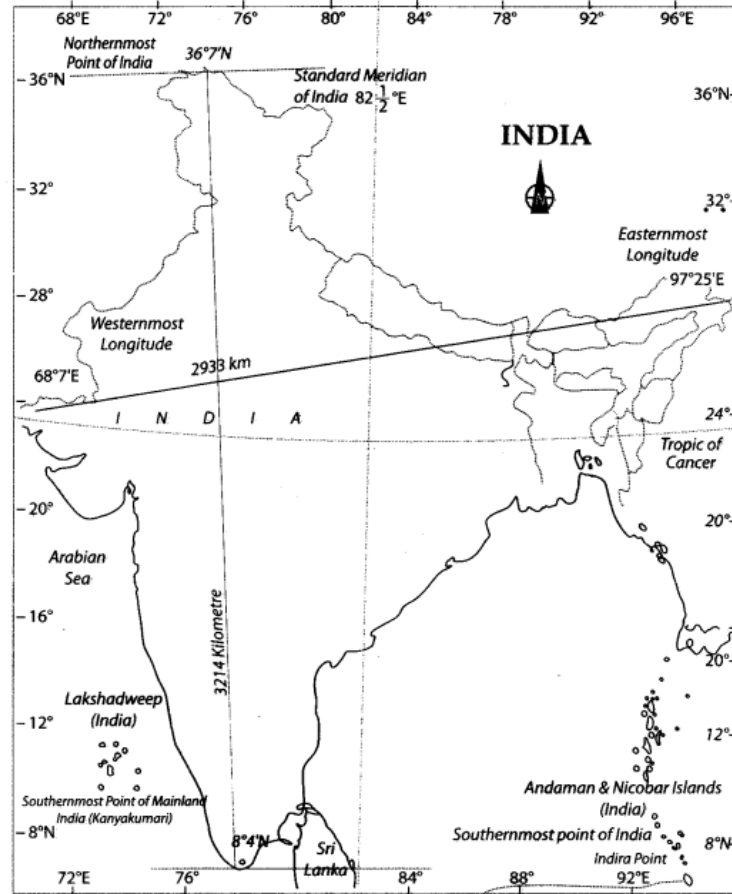 68°E 72° 76° 80° 84° 88° 92° 96°E
Northernmost
Point of India
36°7'N
36°N
Standard Meridian
of India 82 1/2 °E
36°N
INDIA
N
32°
32°
Easternmost
Longitude
97°25'E
28°
Westernmost
Longitude
2933 km
68°7'E
I N D I A
24°
Tropic of
Cancer
20°
20°
Arabian
Sea
16°
20°
3214 Kilometre
Lakshadweep
(India)
12°
12°
Andaman & Nicobar Islands
(India)
Southernmost Point of Mainland
India (Kanyakumari)
8°N
8°4'N
Sri
Lanka
Southernmost point of India
8°N
Indira Point
72° 76° 80° 84° 88° 92°E